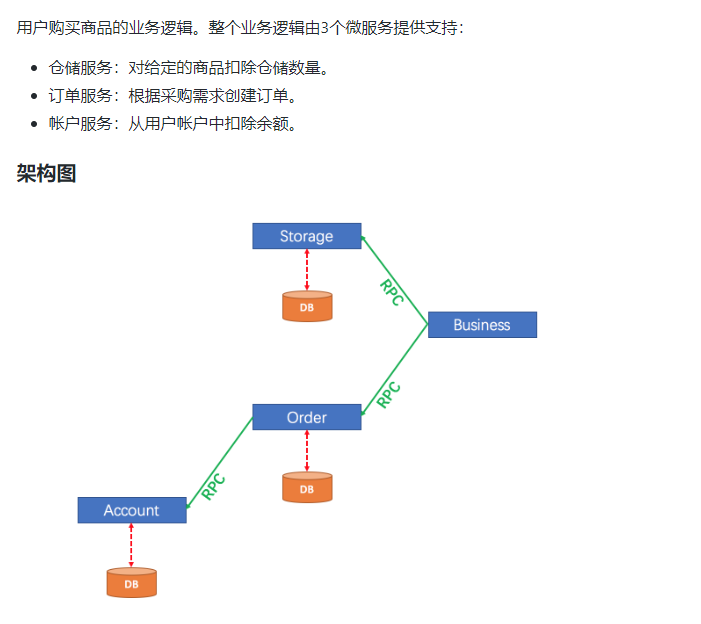 用户购买商品的业务逻辑。整个业务逻辑由3个微服务提供支持：
仓储服务：对给定的商品扣除仓储数量。
订单服务：根据采购需求创建订单。
帐户服务：从用户帐户中扣除余额。
架构图
Storage
DB
RPC
Business
RPC
Order
DB
RPC
Account
DB